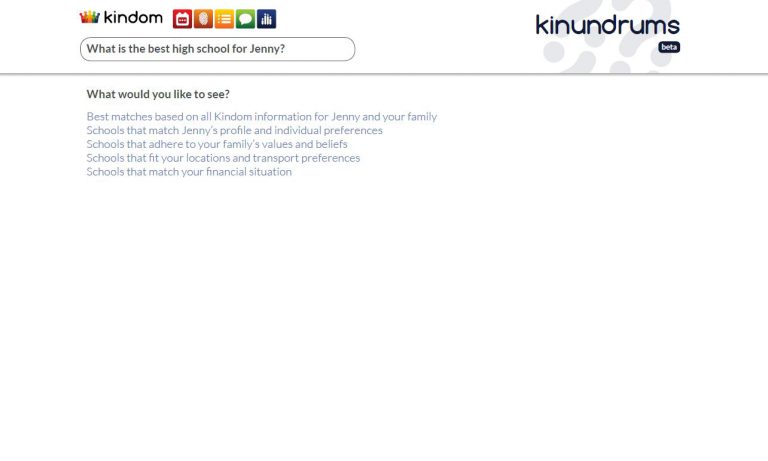 kindom
kinundrums
What is the best high school for Jenny?
beta
What would you like to see?
Best matches based on all Kindom information for Jenny and your family
Schools that match Jenny's profile and individual preferences
Schools that adhere to your family's values and beliefs
Schools that fit your locations and transport preferences
Schools that match your financial situation